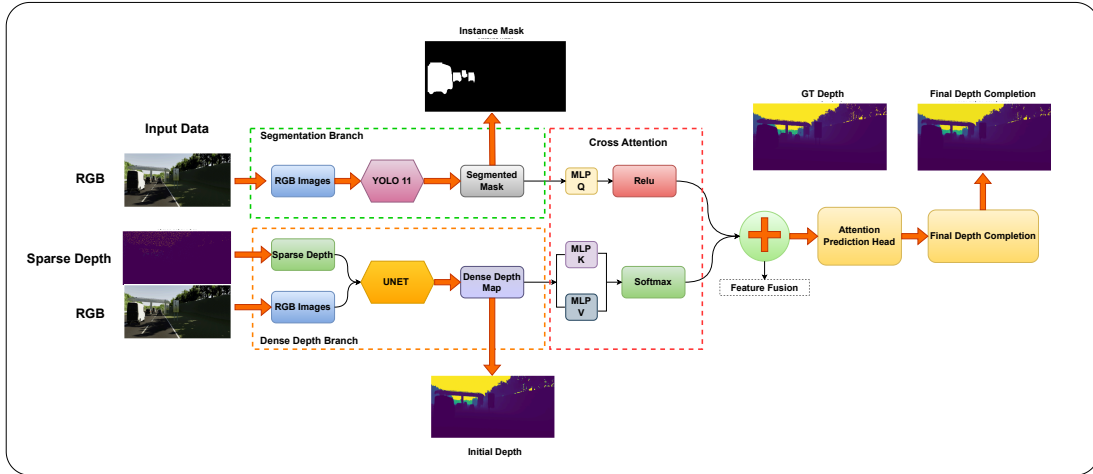 Instance Mask
GT Depth
Final Depth Completion
Input Data
Segmentation Branch
Cross Attention
RGB
RGB Images
YOLO 11
Segmented
Mask
MLP
Q
Relu
Sparse Depth
Sparse Depth
UNET
Dense Depth
Map
MLP
K
MLP
V
Softmax
Attention
Prediction Head
Final Depth Completion
Feature Fusion
RGB
RGB Images
Dense Depth Branch
Initial Depth